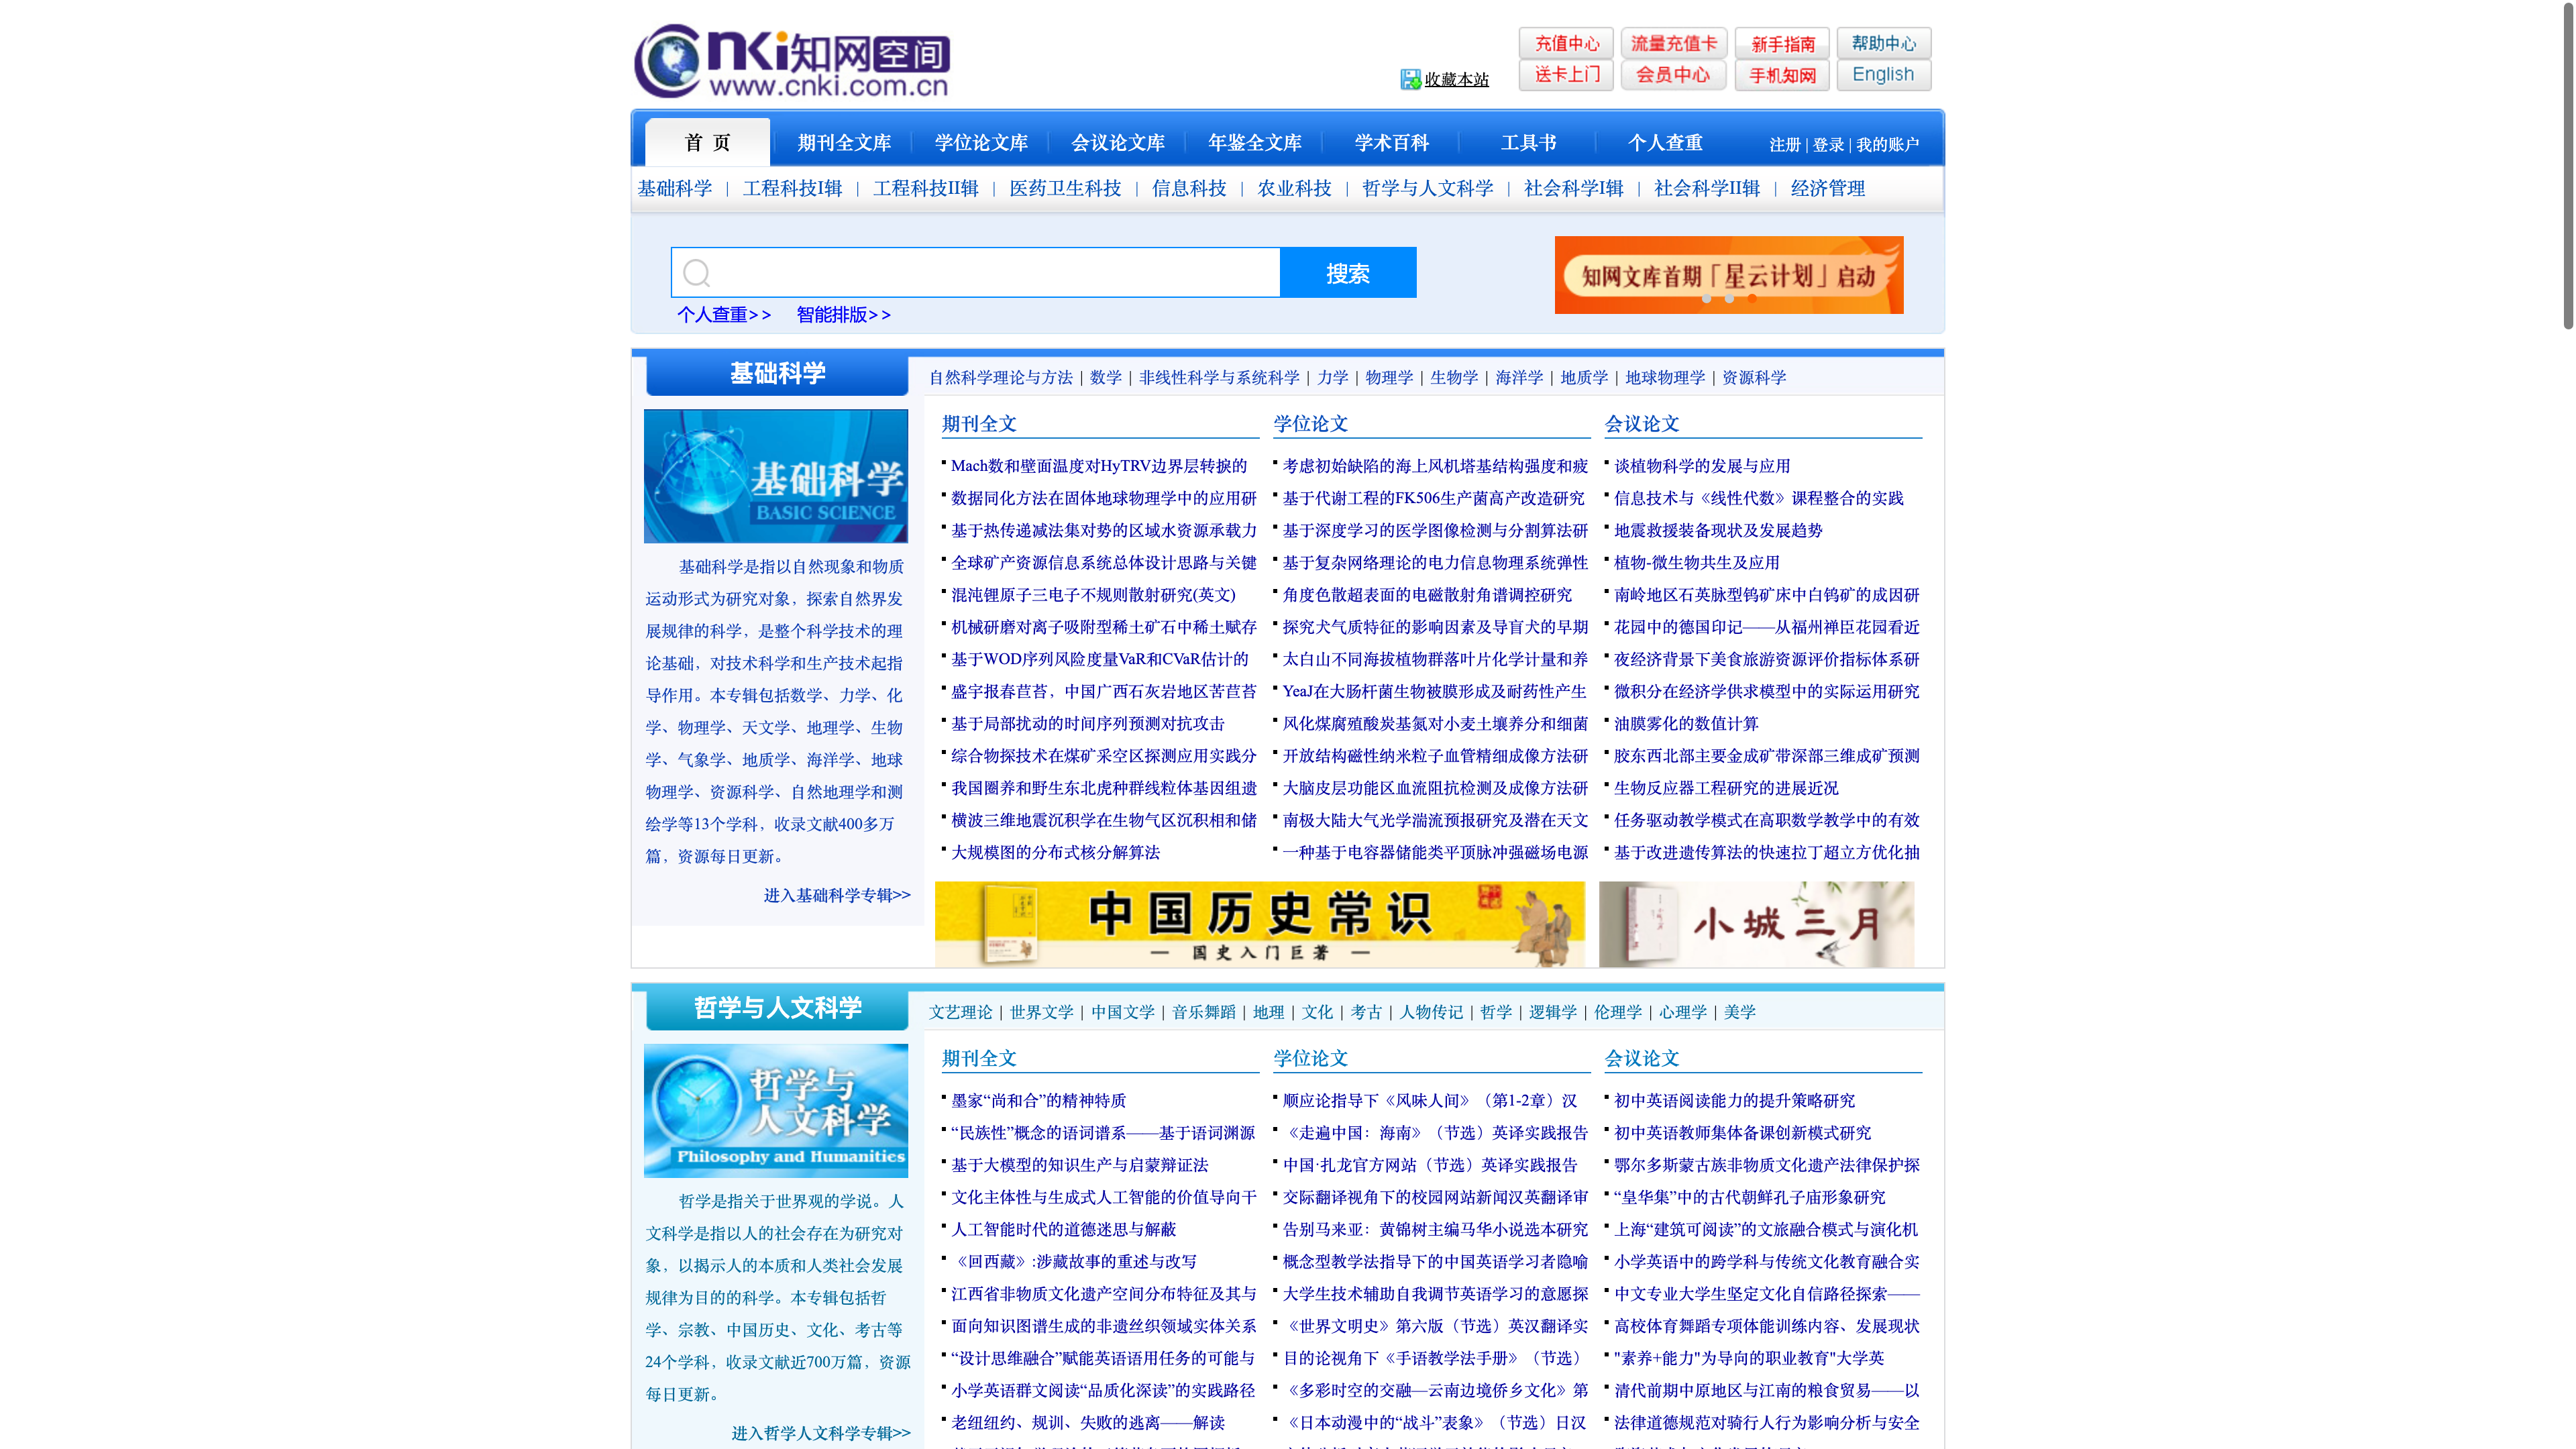 cnki知网空间
www.cnki.com.cn
收藏本站
充值中心 流量充值卡 新手指南 帮助中心
送卡上门 会员中心 手机知网 English
首 页 期刊全文库 学位论文库 会议论文库 年鉴全文库 学术百科 工具书 个人查重 注册 | 登录 | 我的账户
基础科学 | 工程科技I辑 | 工程科技II辑 | 医药卫生科技 | 信息科技 | 农业科技 | 哲学与人文科学 | 社会科学I辑 | 社会科学II辑 | 经济管理
搜索
知网文库首期「星云计划」启动
个人查重>> 智能排版>>
基础科学
自然科学理论与方法 | 数学 | 非线性科学与系统科学 | 力学 | 物理学 | 生物学 | 海洋学 | 地质学 | 地球物理学 | 资源科学
基础科学
BASIC SCIENCE
基础科学是指以自然现象和物质
运动形式为研究对象，探索自然界发
展规律的科学，是整个科学技术的理
论基础，对技术科学和生产技术起指
导作用。本专辑包括数学、力学、化
学、物理学、天文学、地理学、生物
学、气象学、地质学、海洋学、地球
物理学、资源科学、自然地理学和测
绘学等13个学科，收录文献400多万
篇，资源每日更新。
进入基础科学专辑>>
期刊全文
Mach数和壁面温度对HyTRV边界层转捩的
数据同化方法在固体地球物理学中的应用研
基于热传递减法集对势的区域水资源承载力
全球矿产资源信息系统总体设计思路与关键
混沌锂原子三电子不规则散射研究(英文)
机械研磨对离子吸附型稀土矿石中稀土赋存
基于WOD序列风险度量VaR和CVaR估计的
盛宇报春苣苔，中国广西石灰岩地区苦苣苔
基于局部扰动的时间序列预测对抗攻击
综合物探技术在煤矿采空区探测应用实践分
我国圈养和野生东北虎种群线粒体基因组遗
横波三维地震沉积学在生物气区沉积相和储
大规模图的分布式核分解算法
学位论文
考虑初始缺陷的海上风机塔基结构强度和疲
基于代谢工程的FK506生产菌高产改造研究
基于深度学习的医学图像检测与分割算法研
基于复杂网络理论的电力信息物理系统弹性
角度色散超表面的电磁散射角谱调控研究
探究犬气质特征的影响因素及导盲犬的早期
太白山不同海拔植物群落叶片化学计量和养
YeaJ在大肠杆菌生物被膜形成及耐药性产生
风化煤腐殖酸炭基氮对小麦土壤养分和细菌
开放结构磁性纳米粒子血管精细成像方法研
大脑皮层功能区血流阻抗检测及成像方法研
南极大陆大气光学湍流预报研究及潜在天文
一种基于电容器储能类平顶脉冲强磁场电源
会议论文
谈植物科学的发展与应用
信息技术与《线性代数》课程整合的实践
地震救援装备现状及发展趋势
植物-微生物共生及应用
南岭地区石英脉型钨矿床中白钨矿的成因研
花园中的德国印记——从福州禅臣花园看近
夜经济背景下美食旅游资源评价指标体系研
微积分在经济学供求模型中的实际运用研究
油膜雾化的数值计算
胶东西北部主要金成矿带深部三维成矿预测
生物反应器工程研究的进展近况
任务驱动教学模式在高职数学教学中的有效
基于改进遗传算法的快速拉丁超立方优化抽
中国历史常识
— 国史入门巨著 —
小城三月
哲学与人文科学
文艺理论 | 世界文学 | 中国文学 | 音乐舞蹈 | 地理 | 文化 | 考古 | 人物传记 | 哲学 | 逻辑学 | 伦理学 | 心理学 | 美学
哲学与
人文科学
Philosophy and Humanities
哲学是指关于世界观的学说。人
文科学是指以人的社会存在为研究对
象，以揭示人的本质和人类社会发展
规律为目的的科学。本专辑包括哲
学、宗教、中国历史、文化、考古等
24个学科，收录文献近700万篇，资源
每日更新。
进入哲学人文科学专辑>>
期刊全文
墨家“尚和合”的精神特质
“民族性”概念的语词谱系——基于语词渊源
基于大模型的知识生产与启蒙辩证法
文化主体性与生成式人工智能的价值导向干
人工智能时代的道德迷思与解蔽
《回西藏》:涉藏故事的重述与改写
江西省非物质文化遗产空间分布特征及其与
面向知识图谱生成的非遗丝织领域实体关系
“设计思维融合”赋能英语语用任务的可能与
小学英语群文阅读“品质化深读”的实践路径
老纽纽约、规训、失败的逃离——解读
学位论文
顺应论指导下《风味人间》（第1-2章）汉
《走遍中国：海南》（节选）英译实践报告
中国·扎龙官方网站（节选）英译实践报告
交际翻译视角下的校园网站新闻汉英翻译审
告别马来亚：黄锦树主编马华小说选本研究
概念型教学法指导下的中国英语学习者隐喻
大学生技术辅助自我调节英语学习的意愿探
《世界文明史》第六版（节选）英汉翻译实
目的论视角下《手语教学法手册》（节选）
《多彩时空的交融—云南边境侨乡文化》第
《日本动漫中的“战斗”表象》（节选）日汉
会议论文
初中英语阅读能力的提升策略研究
初中英语教师集体备课创新模式研究
鄂尔多斯蒙古族非物质文化遗产法律保护探
“皇华集”中的古代朝鲜孔子庙形象研究
上海“建筑可阅读”的文旅融合模式与演化机
小学英语中的跨学科与传统文化教育融合实
中文专业大学生坚定文化自信路径探索——
高校体育舞蹈专项体能训练内容、发展现状
"素养+能力"为导向的职业教育"大学英
清代前期中原地区与江南的粮食贸易——以
法律道德规范对骑行人行为影响分析与安全